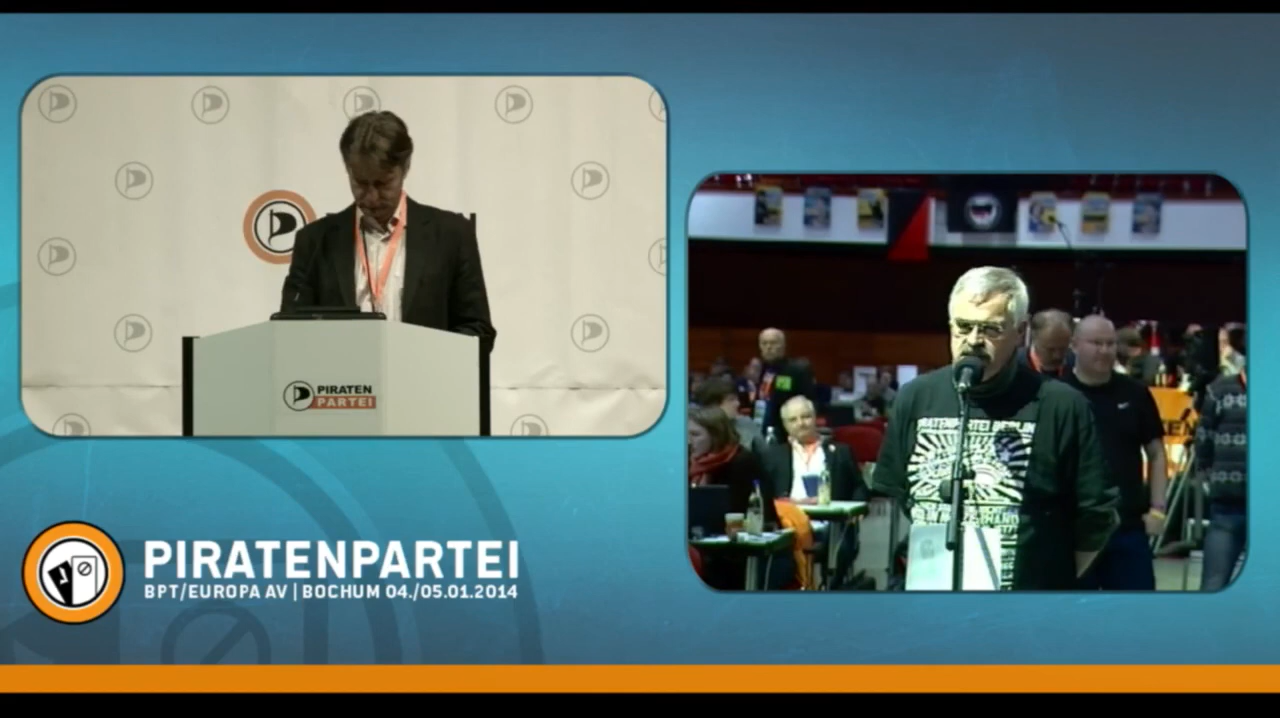 PIRATEN
PARTEI
PIRATENPARTEI BERLIN
PIRATENPARTEI
BPT/EUROPA AV | BOCHUM 04./05.01.2014